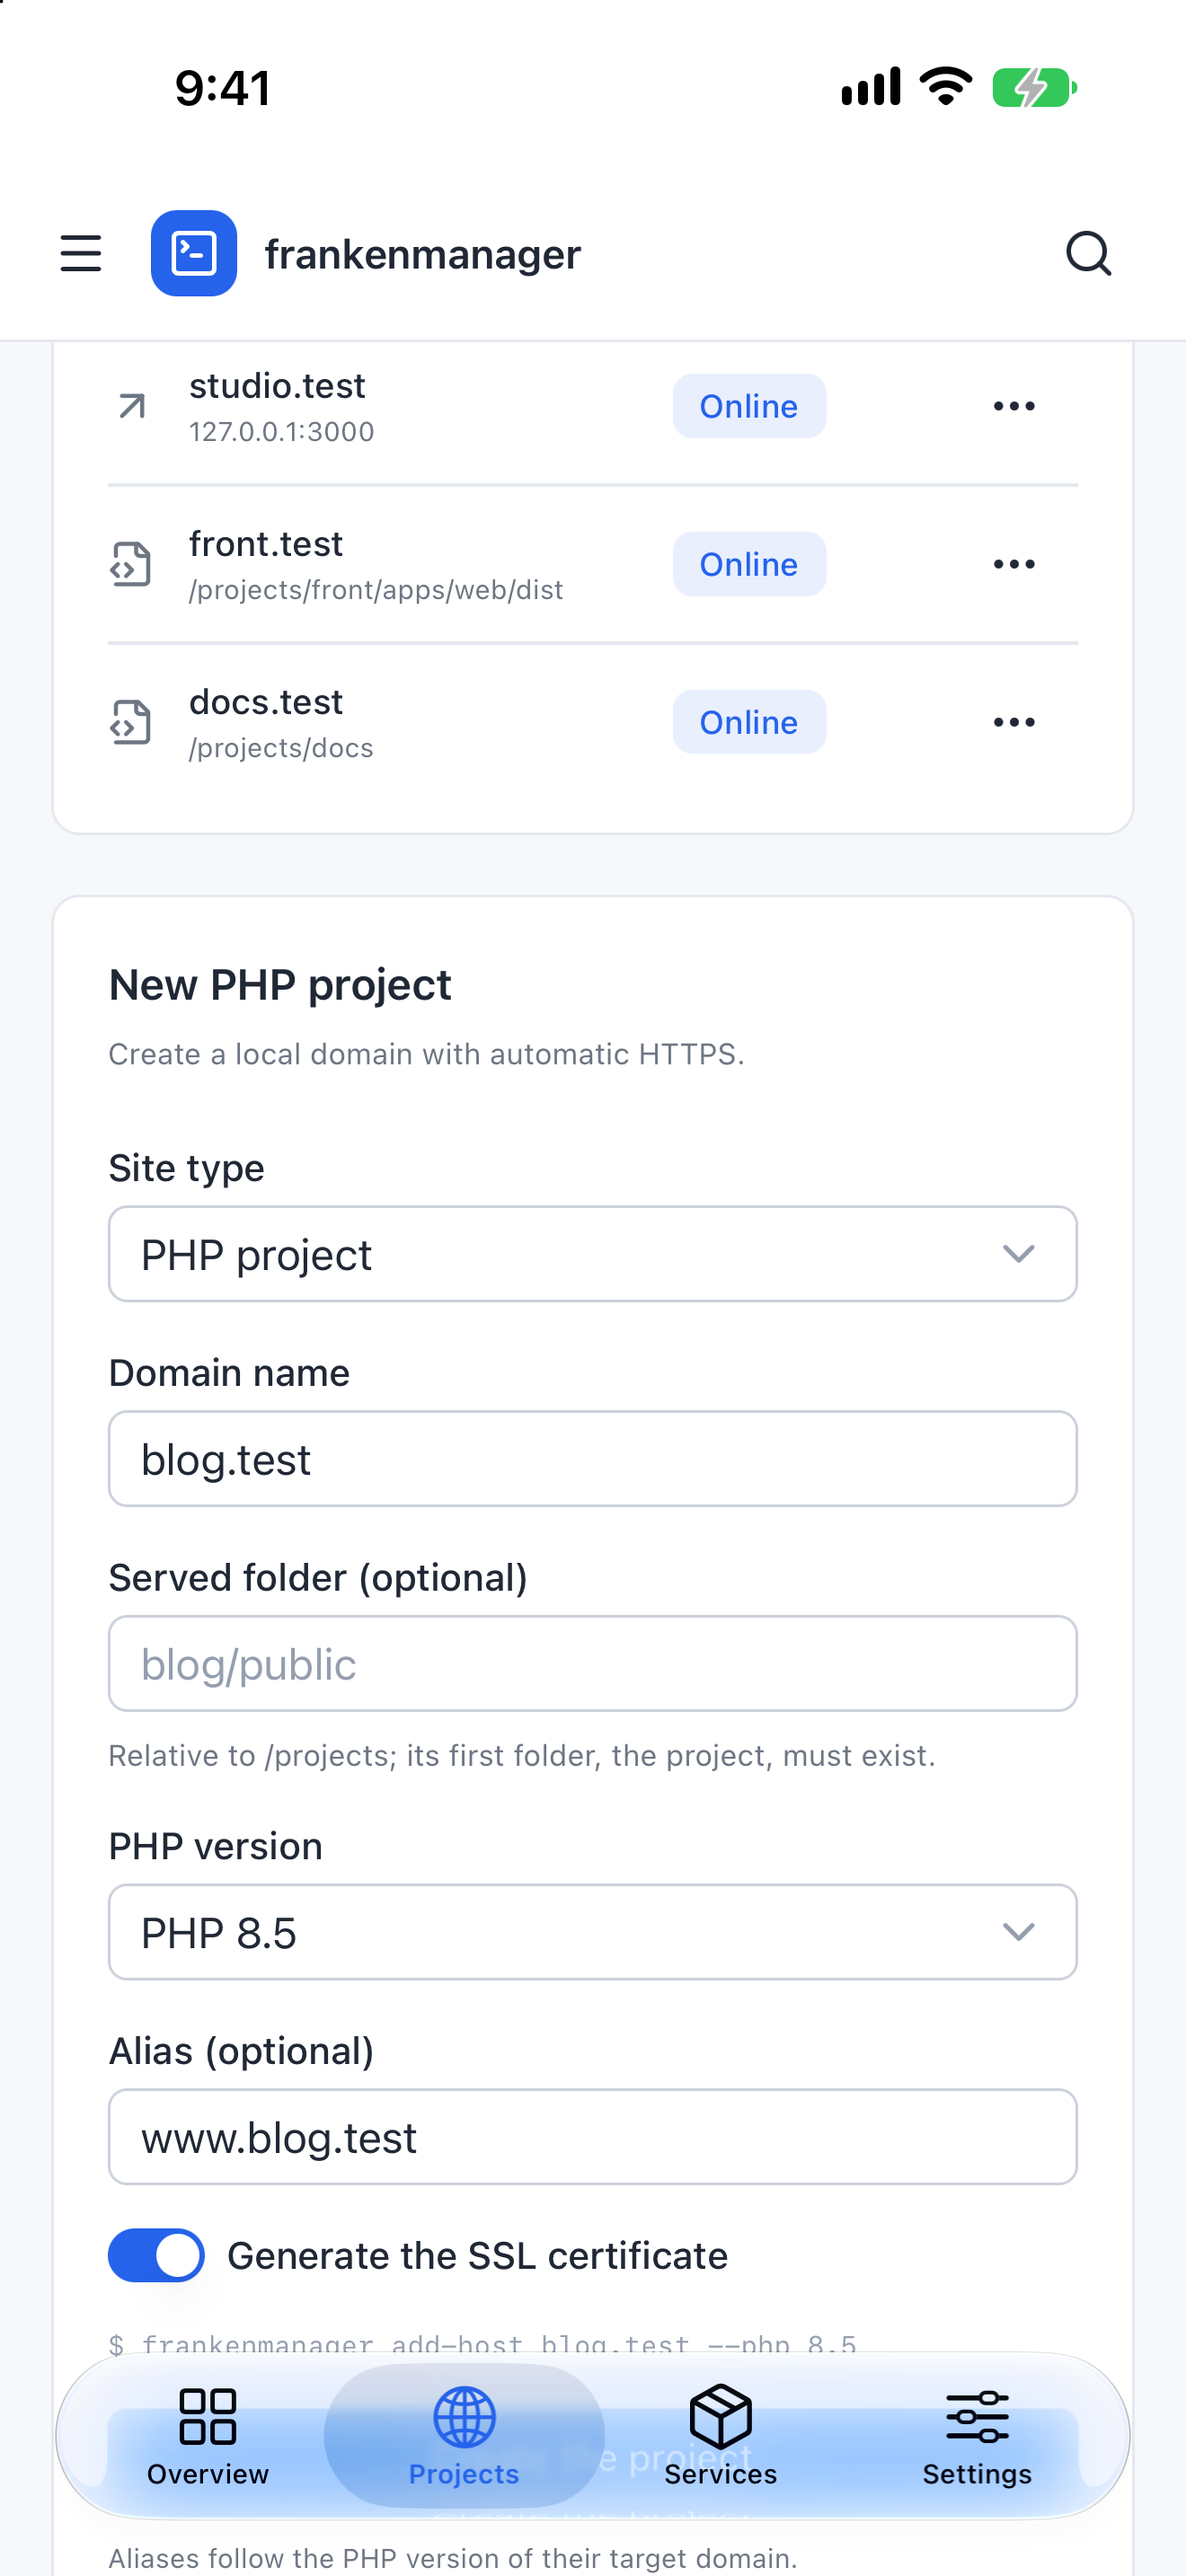 9:41
frankenmanager
studio.test
127.0.0.1:3000
Online
front.test
/projects/front/apps/web/dist
Online
docs.test
/projects/docs
Online
New PHP project
Create a local domain with automatic HTTPS.
Site type
PHP project
Domain name
blog.test
Served folder (optional)
blog/public
Relative to /projects; its first folder, the project, must exist.
PHP version
PHP 8.5
Alias (optional)
www.blog.test
Generate the SSL certificate
$ frankenmanager add-host blog.test --php 8.5
project
Overview
Projects
Services
Settings
Aliases follow the PHP version of their target domain.